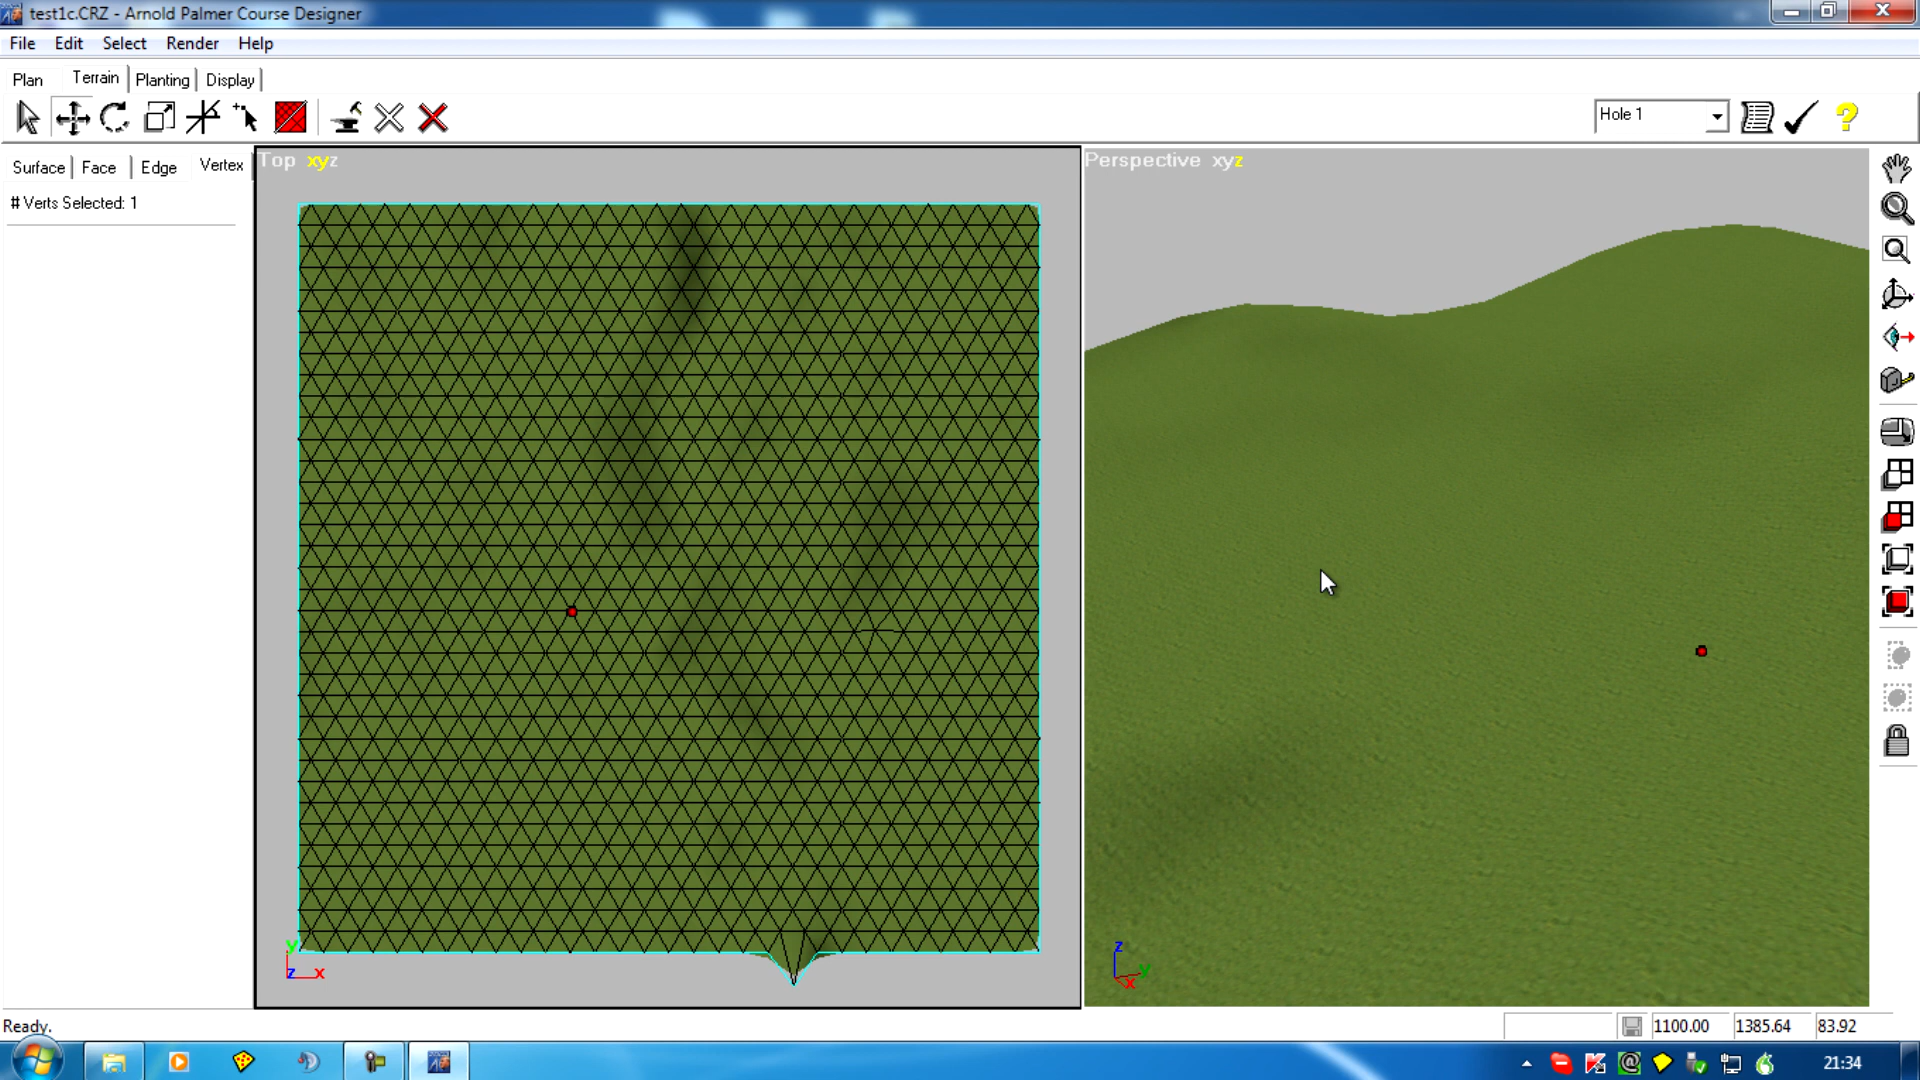 test1c.CRZ - Arnold Palmer Course Designer
File Edit Select Render Help
Plan Terrain Planting Display
Hole 1
Surface Face Edge Vertex
# Verts Selected: 1
Top xyz
Perspective xyz
y
z x
z
y
x
Ready.
1100.00 1385.64 83.92
21:34